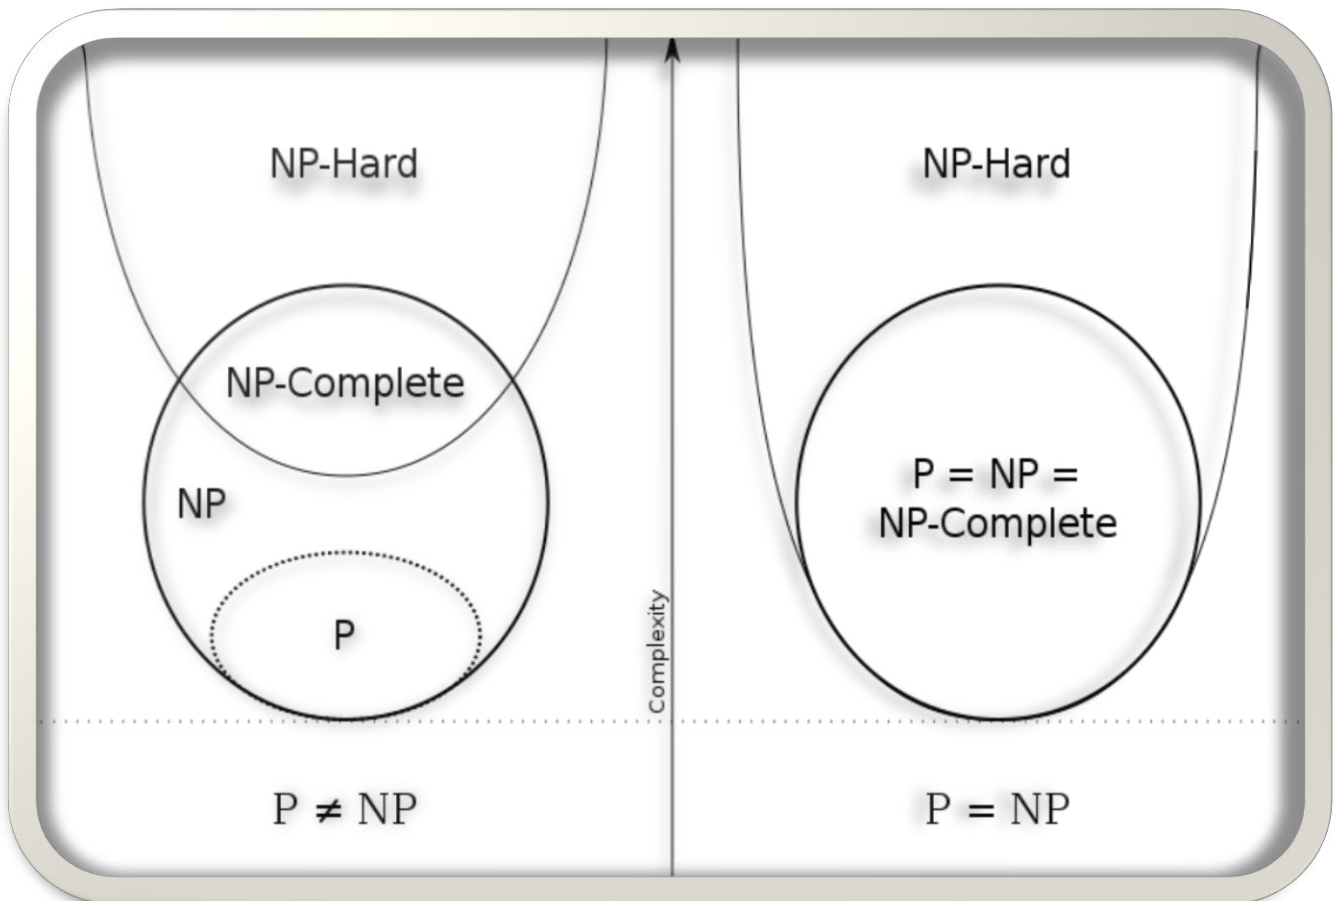 NP-Hard
NP-Complete
NP
P
P ≠ NP
Complexity
NP-Hard
P = NP =
NP-Complete
P = NP